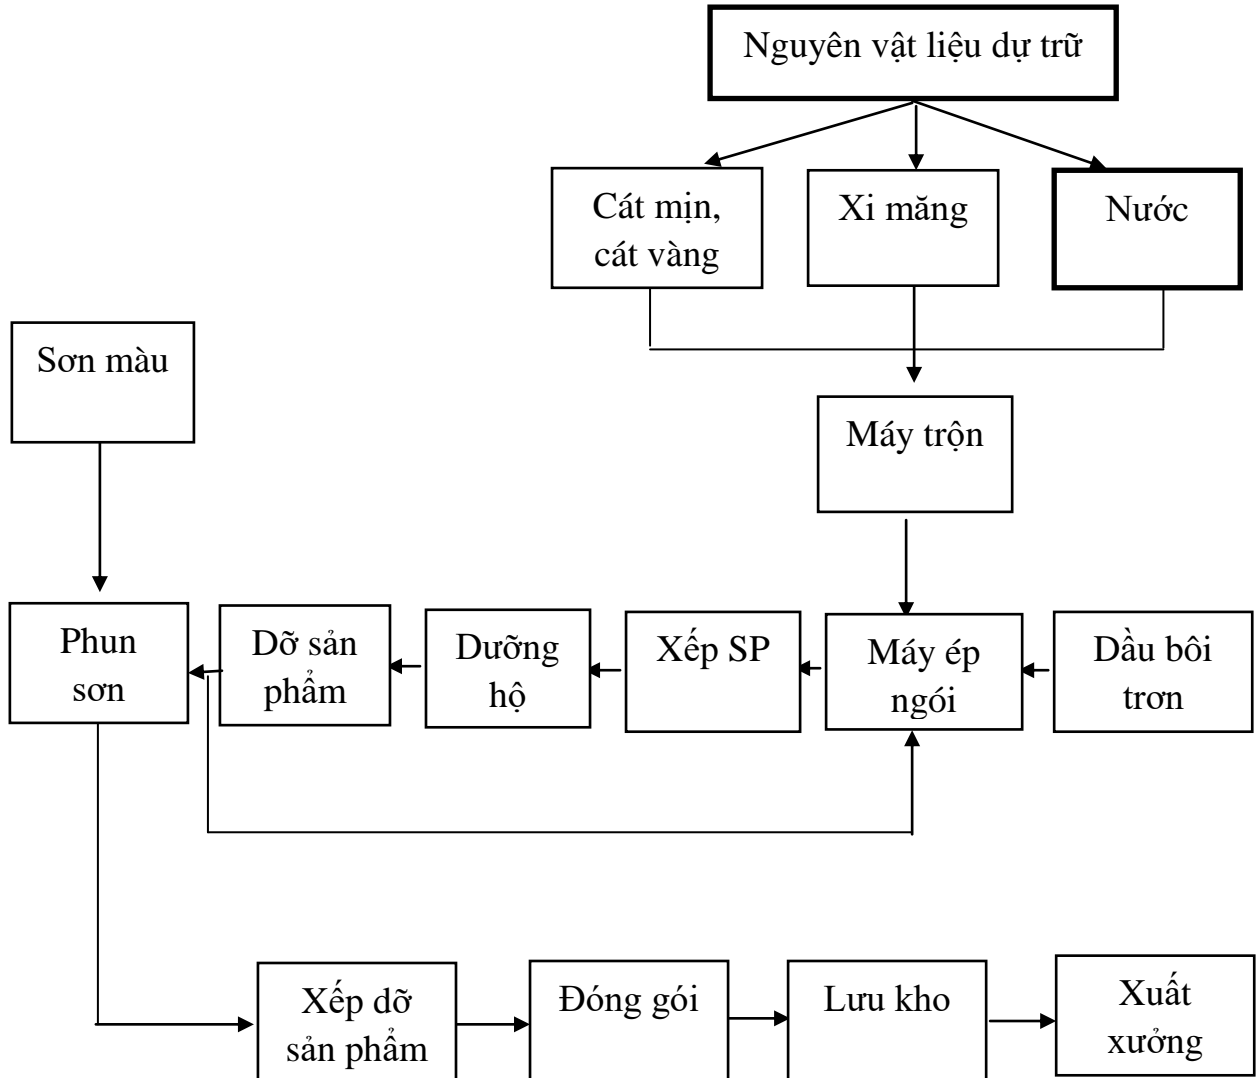 Nguyên vật liệu dự trữ
Cát mịn,
cát vàng
Xi măng
Nước
Sơn màu
Máy trộn
Phun
sơn
Dỡ sản
phẩm
Dưỡng
hộ
Xếp SP
Máy ép
ngói
Dầu bôi
trơn
Xếp dỡ
sản phẩm
Đóng gói
Lưu kho
Xuất
xưởng